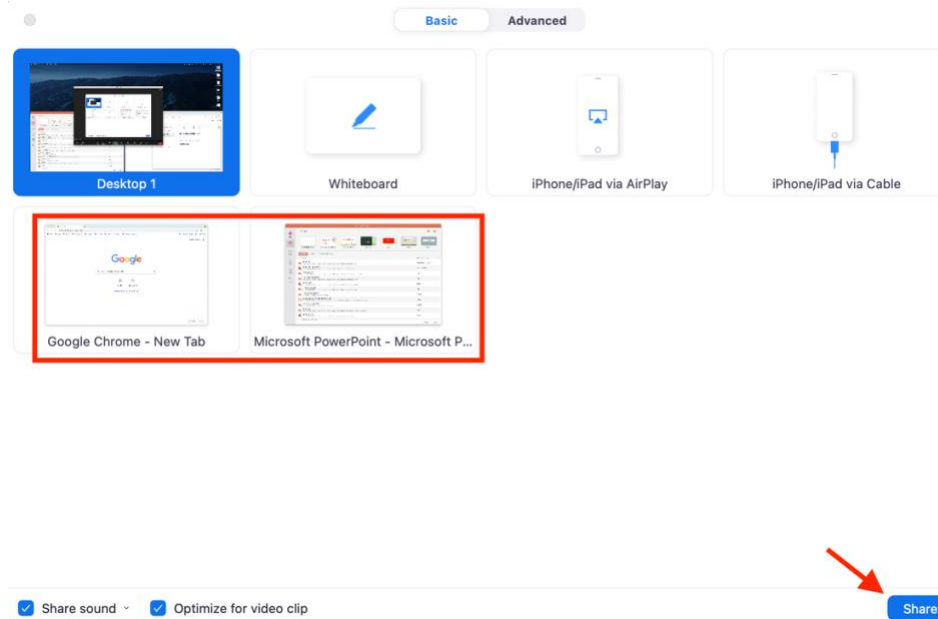 Basic Advanced
Desktop 1 Whiteboard iPhone/iPad via AirPlay iPhone/iPad via Cable
Google
Google Chrome - New Tab Microsoft PowerPoint - Microsoft P...
Share sound Optimize for video clip Share